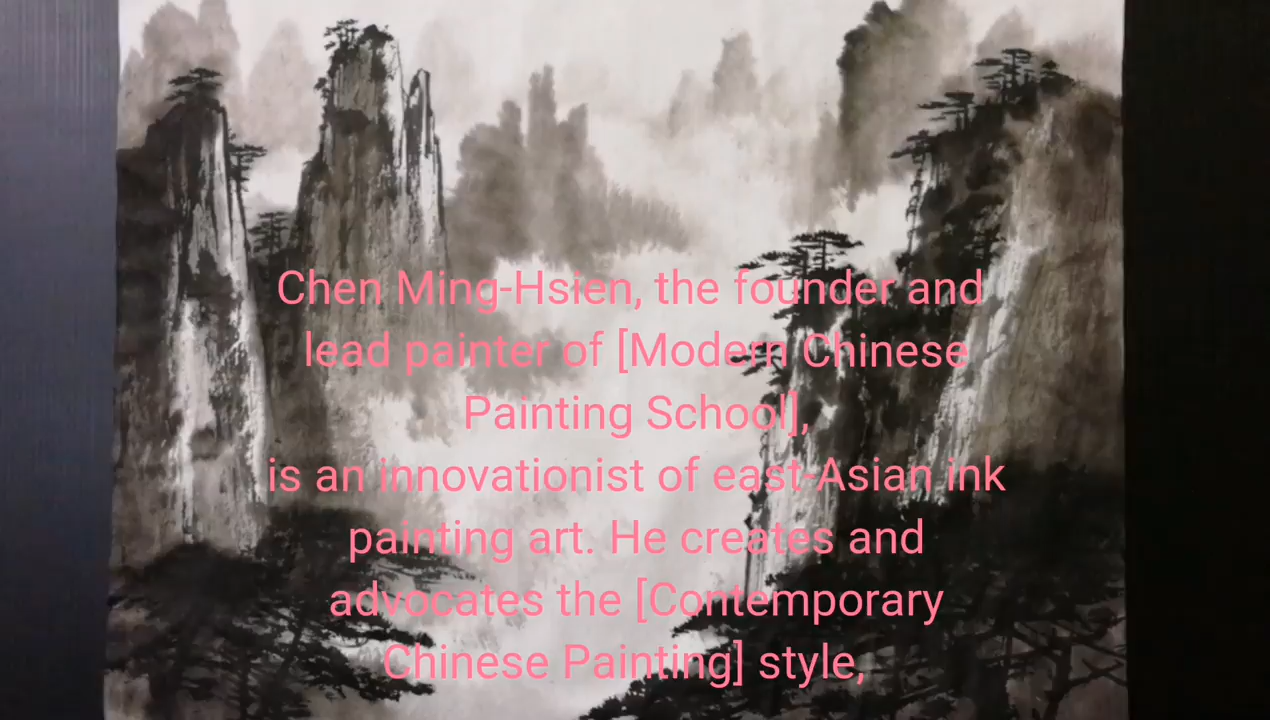 Chen Ming-Hsien, the founder and
lead painter of [Modern Chinese
Painting School],
is an innovationist of east-Asian ink
painting art. He creates and
advocates the [Contemporary
Chinese Painting] style,